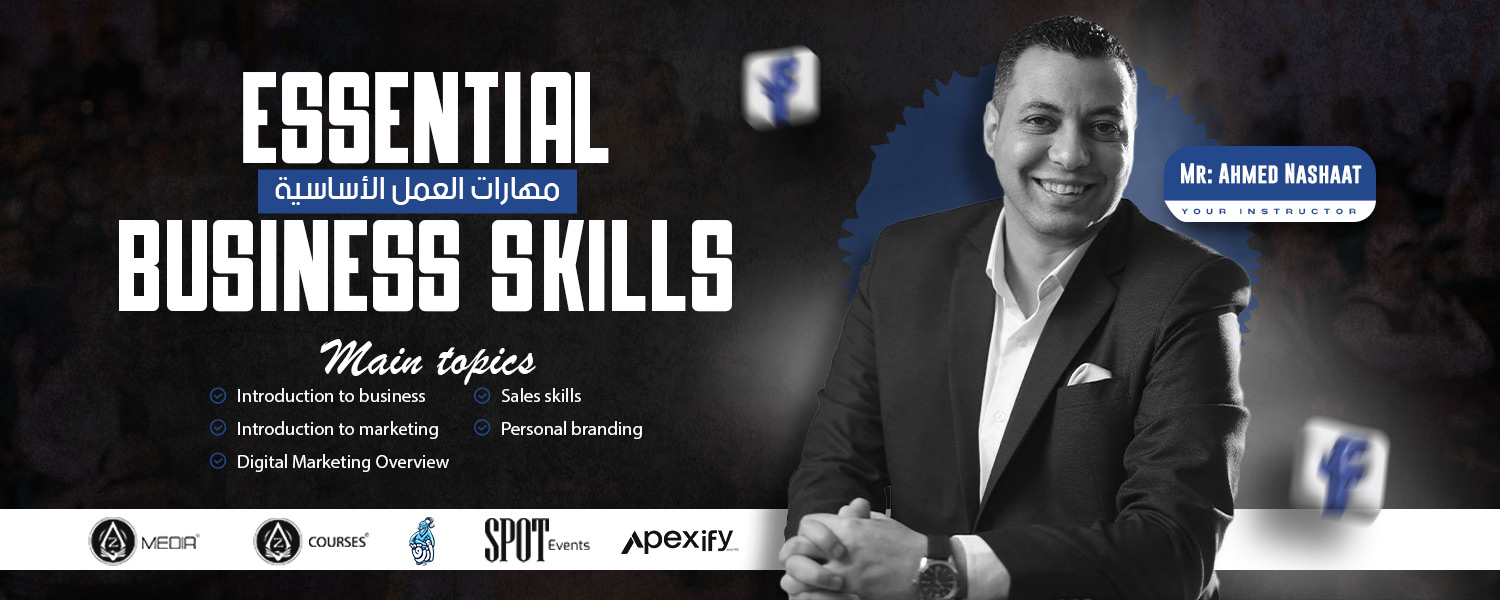 ESSENTIAL
مهارات العمل الأساسية
BUSINESS SKILLS
Main topics
Introduction to business
Introduction to marketing
Digital Marketing Overview
Sales skills
Personal branding
MR: AHMED NASHAAT
YOUR INSTRUCTOR
MEDIA®
COURSES®
SPOT Events
Apexify